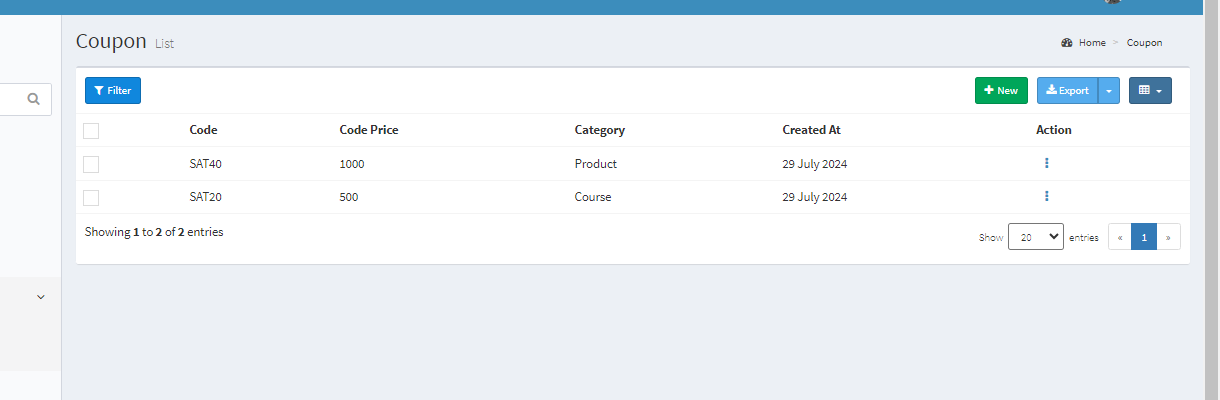 Coupon List
Home > Coupon
Filter
New Export
Code Code Price Category Created At Action
SAT40 1000 Product 29 July 2024
SAT20 500 Course 29 July 2024
Showing 1 to 2 of 2 entries
Show 20 entries « 1 »